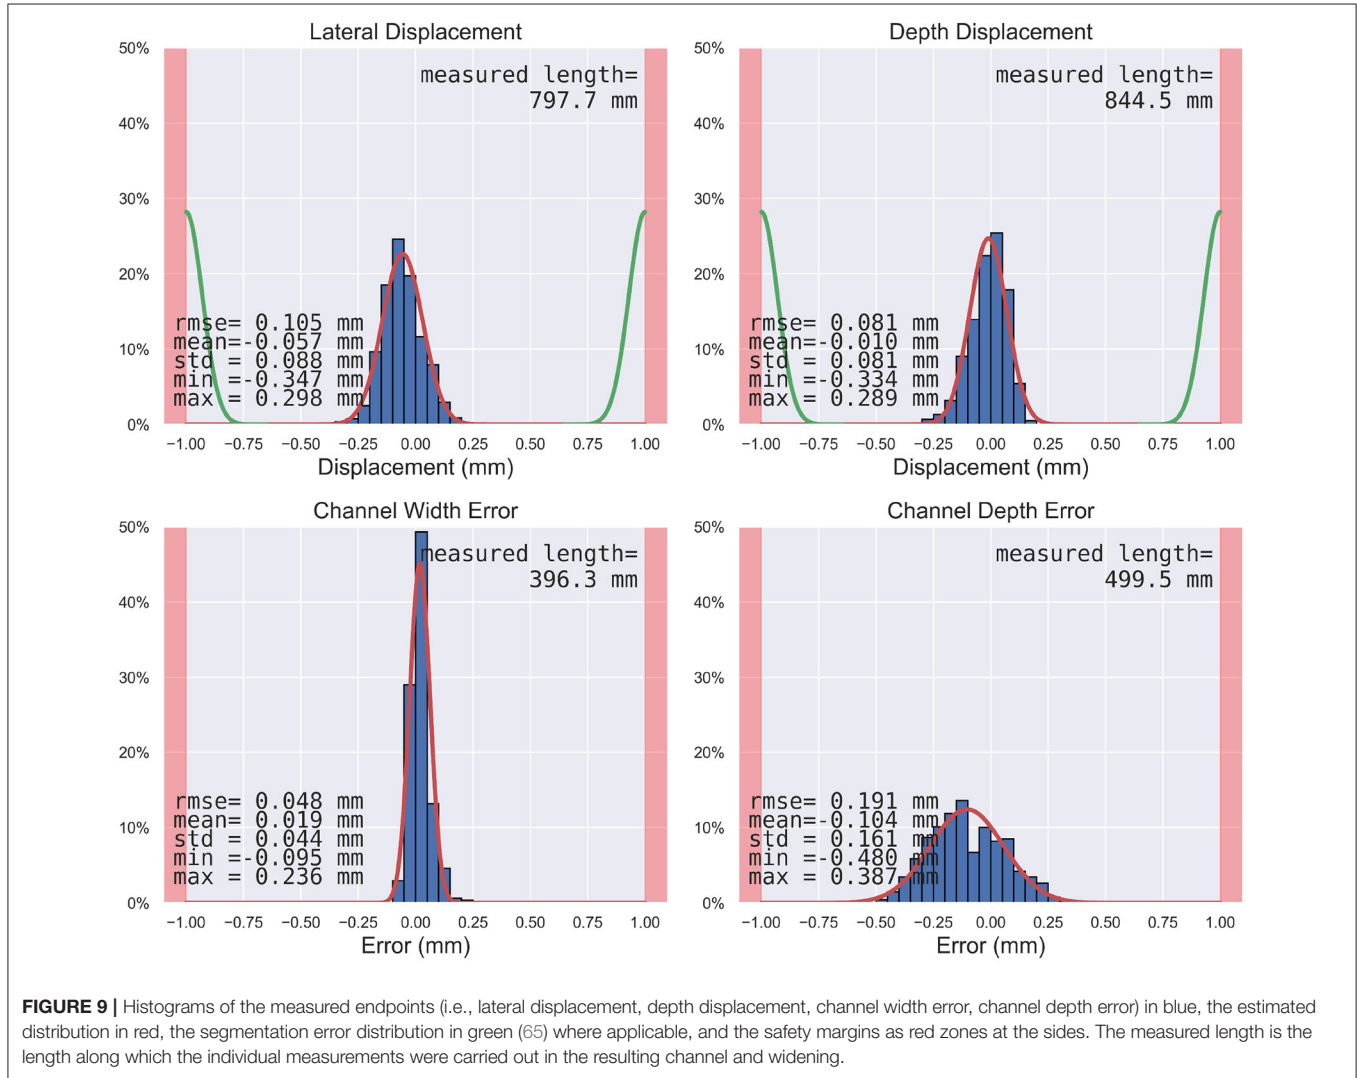 Lateral Displacement
50%
40%
30%
20%
10%
0%
measured length=
797.7 mm
rmse= 0.105 mm
mean=-0.057 mm
std = 0.088 mm
min =-0.347 mm
max = 0.298 mm
−1.00 −0.75 −0.50 −0.25 0.00 0.25 0.50 0.75 1.00
Displacement (mm)
Depth Displacement
50%
40%
30%
20%
10%
0%
measured length=
844.5 mm
rmse= 0.081 mm
mean=-0.010 mm
std = 0.081 mm
min =-0.334 mm
max = 0.289 mm
−1.00 −0.75 −0.50 −0.25 0.00 0.25 0.50 0.75 1.00
Displacement (mm)
Channel Width Error
50%
40%
30%
20%
10%
0%
measured length=
396.3 mm
rmse= 0.048 mm
mean= 0.019 mm
std = 0.044 mm
min =-0.095 mm
max = 0.236 mm
−1.00 −0.75 −0.50 −0.25 0.00 0.25 0.50 0.75 1.00
Error (mm)
Channel Depth Error
50%
40%
30%
20%
10%
0%
measured length=
499.5 mm
rmse= 0.191 mm
mean=-0.104 mm
std = 0.161 mm
min =-0.480 mm
max = 0.387 mm
−1.00 −0.75 −0.50 −0.25 0.00 0.25 0.50 0.75 1.00
Error (mm)
FIGURE 9 | Histograms of the measured endpoints (i.e., lateral displacement, depth displacement, channel width error, channel depth error) in blue, the estimated
distribution in red, the segmentation error distribution in green (65) where applicable, and the safety margins as red zones at the sides. The measured length is the
length along which the individual measurements were carried out in the resulting channel and widening.